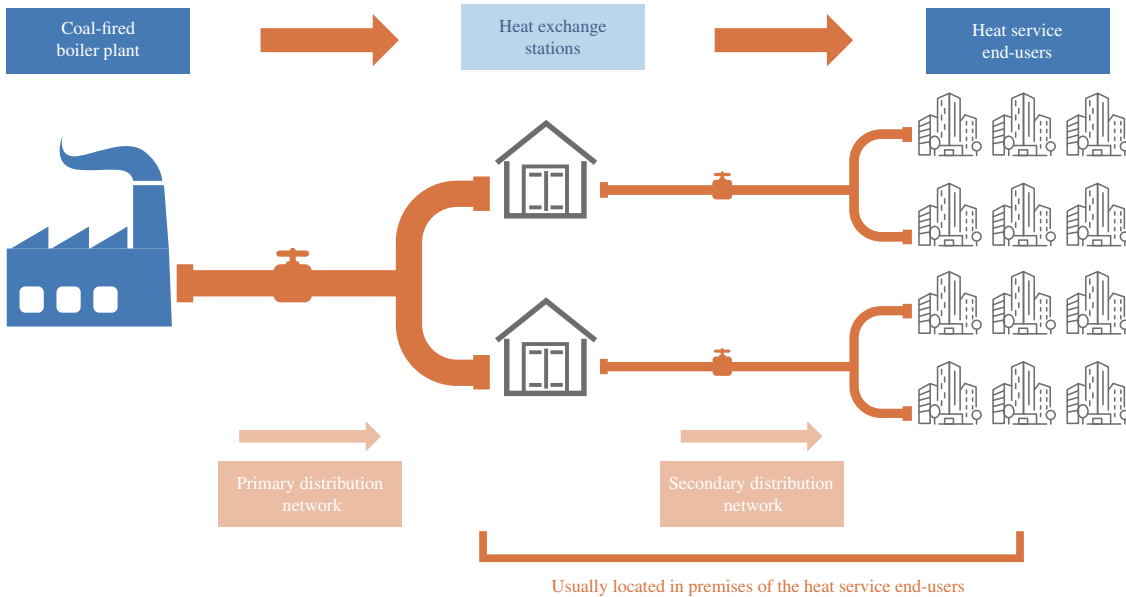 Coal-fired
boiler plant
Heat exchange
stations
Heat service
end-users
Primary distribution
network
Secondary distribution
network
Usually located in premises of the heat service end-users